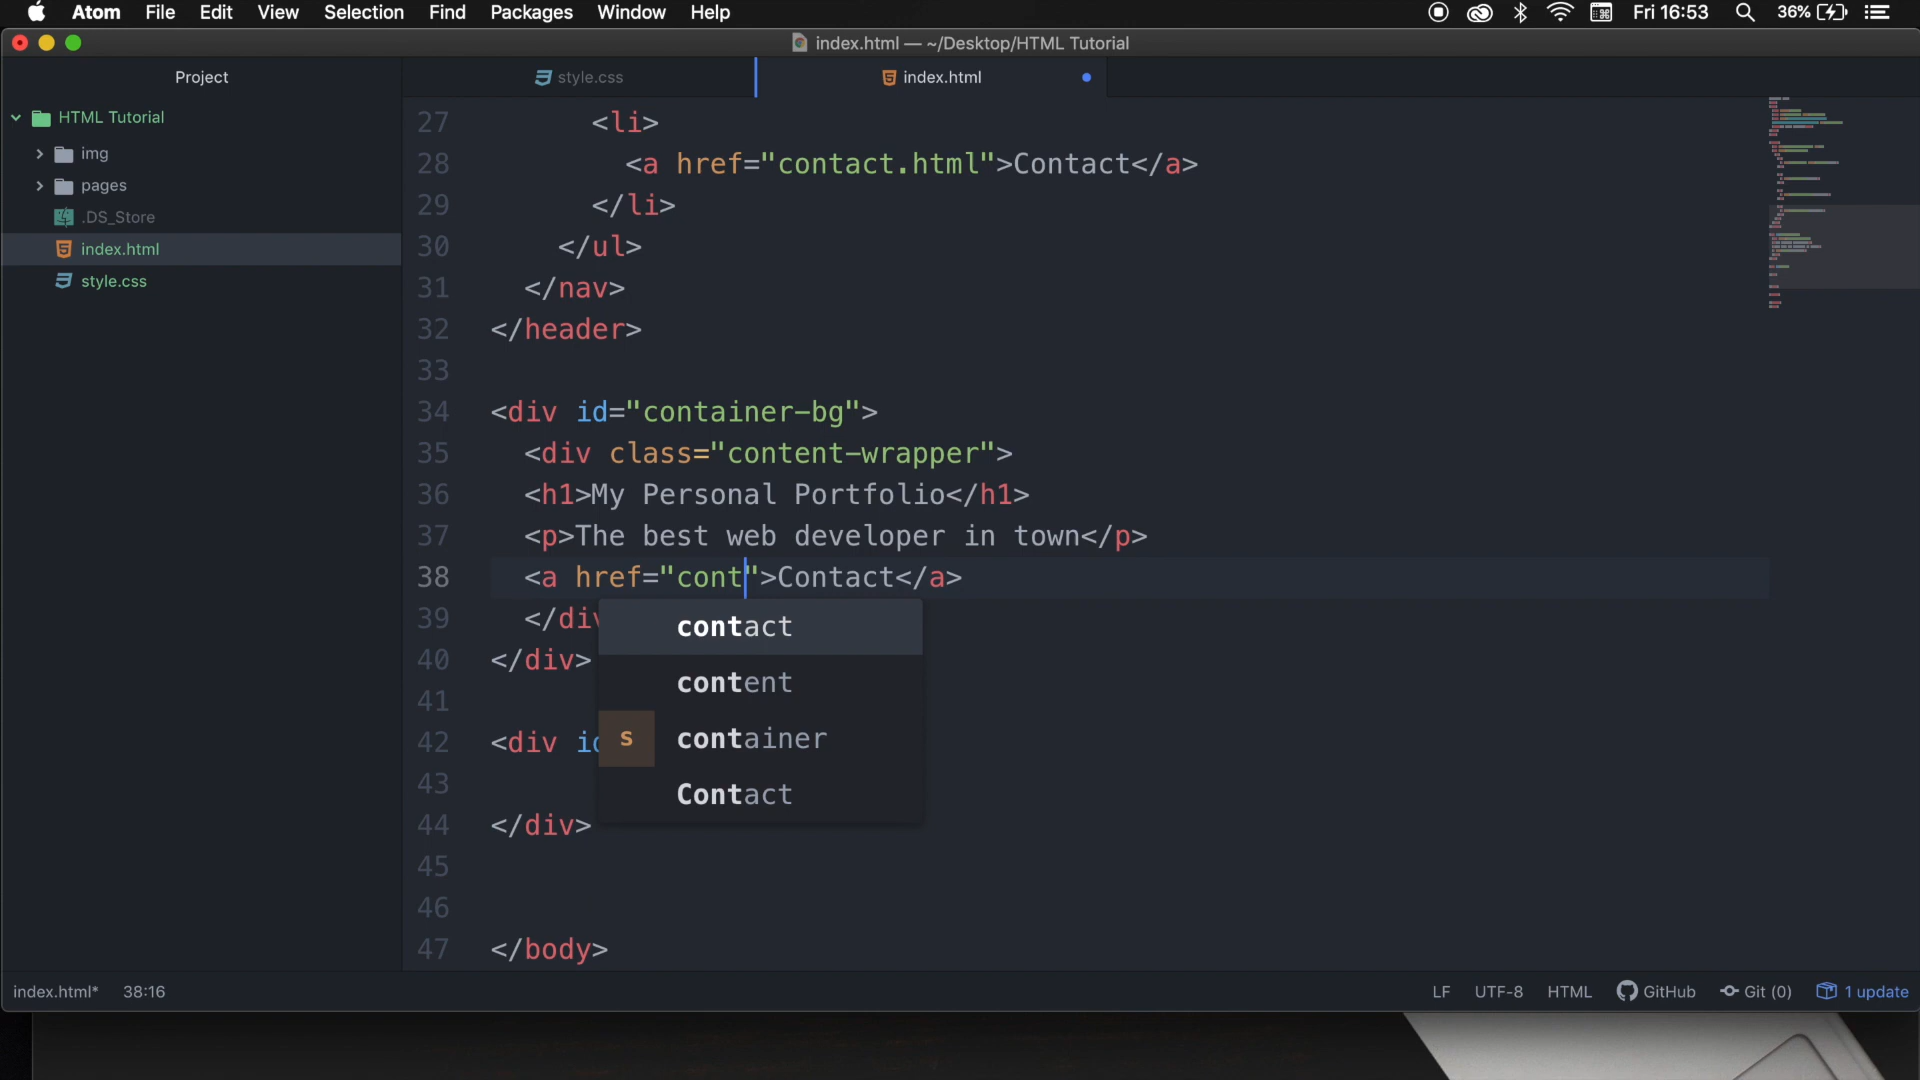 Atom File Edit View Selection Find Packages Window Help Fri 16:53 36%
index.html — ~/Desktop/HTML Tutorial
Project
style.css
index.html
HTML Tutorial
img
pages
.DS_Store
index.html
style.css
27 <li>
28 <a href="contact.html">Contact</a>
29 </li>
30 </ul>
31 </nav>
32 </header>
33
34 <div id="container-bg">
35 <div class="content-wrapper">
36 <h1>My Personal Portfolio</h1>
37 <p>The best web developer in town</p>
38 <a href="cont">Contact</a>
39 </div
40 </div>
41
42 <div id
43
44 </div>
45
46
47 </body>
contact
content
s container
Contact
index.html* 38:16 LF UTF-8 HTML GitHub Git (0) 1 update